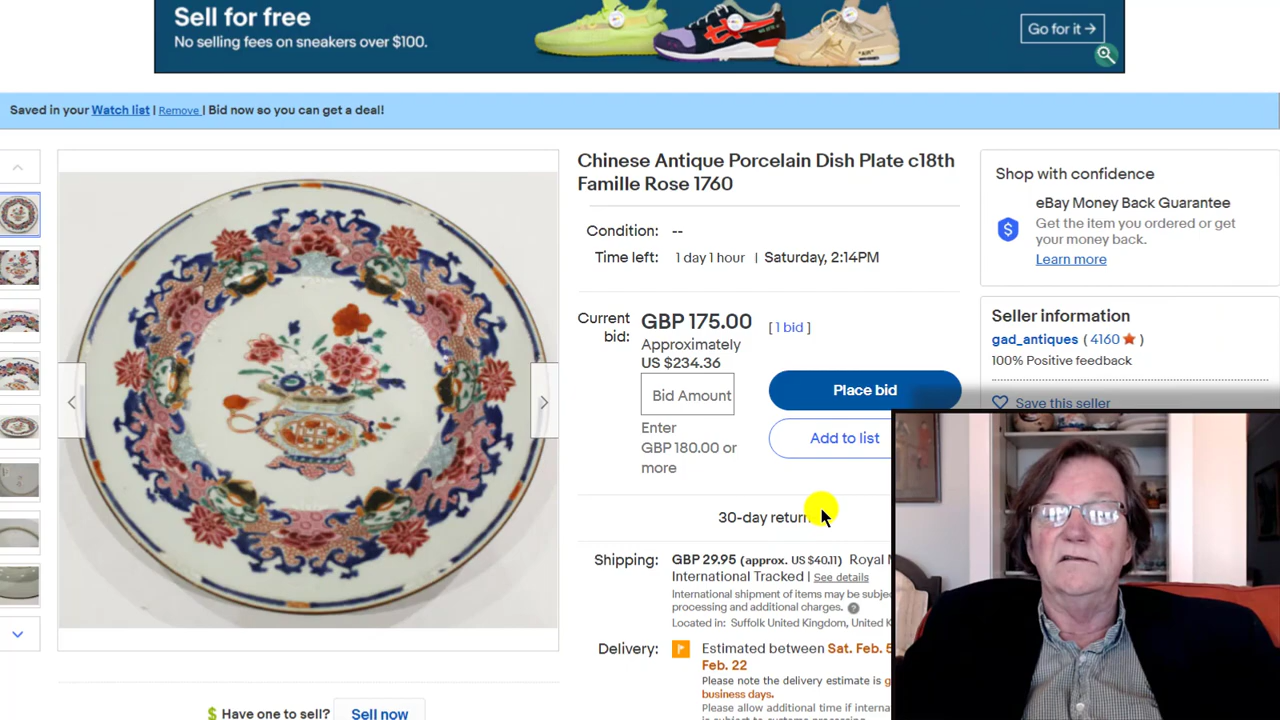 Sell for free
No selling fees on sneakers over $100.
Go for it →
Saved in your Watch list | Remove | Bid now so you can get a deal!
Chinese Antique Porcelain Dish Plate c18th
Famille Rose 1760
Condition: --
Time left: 1 day 1 hour | Saturday, 2:14PM
Current bid: GBP 175.00 [ 1 bid ]
Approximately
US $234.36
Bid Amount
Place bid
Enter
GBP 180.00 or
more
Add to list
30-day return
Shipping: GBP 29.95 (approx. US $40.11) Royal
International Tracked | See details
International shipment of items may be
processing and additional charges.
Located in: Suffolk United Kingdom, United
Delivery: Estimated between Sat. Feb.
Feb. 22
Please note the delivery estimate is
business days.
Please allow additional time if
Have one to sell? Sell now
Shop with confidence
eBay Money Back Guarantee
Get the item you ordered or get
your money back.
Learn more
Seller information
gad_antiques ( 4160 )
100% Positive feedback
Save this seller